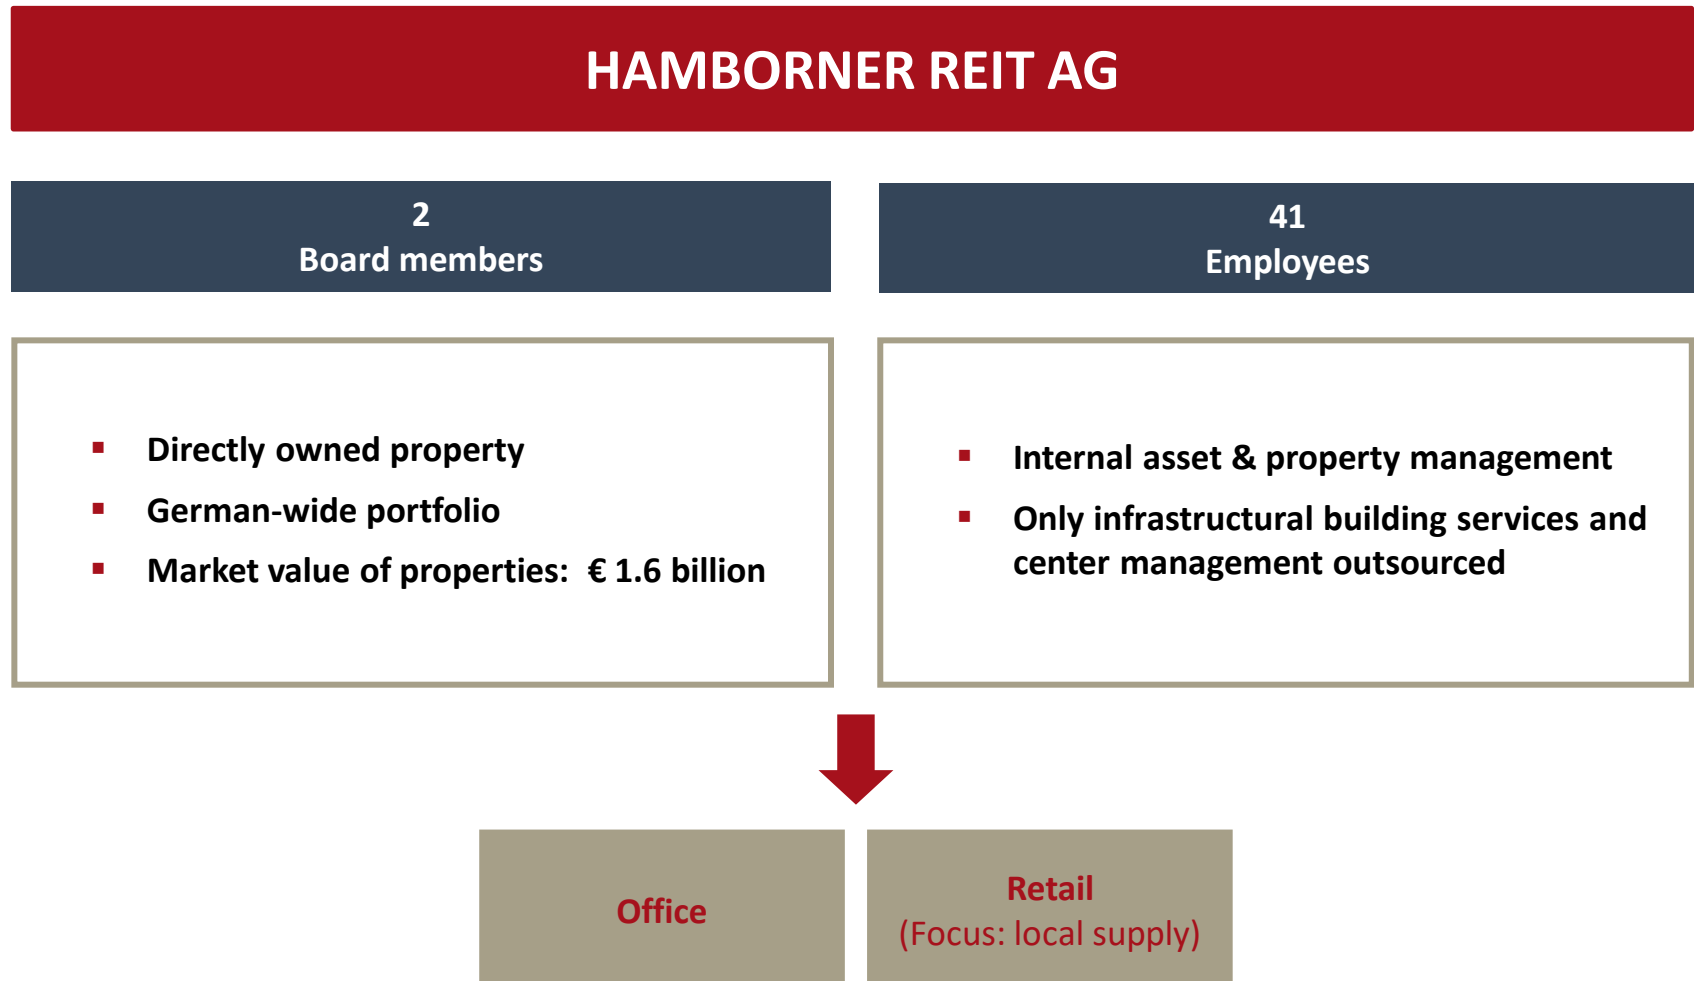 HAMBORNER REIT AG
2
Board members
41
Employees
▪ Directly owned property
▪ German-wide portfolio
▪ Market value of properties: € 1.6 billion
▪ Internal asset & property management
▪ Only infrastructural building services and
center management outsourced
Office
Retail
(Focus: local supply)